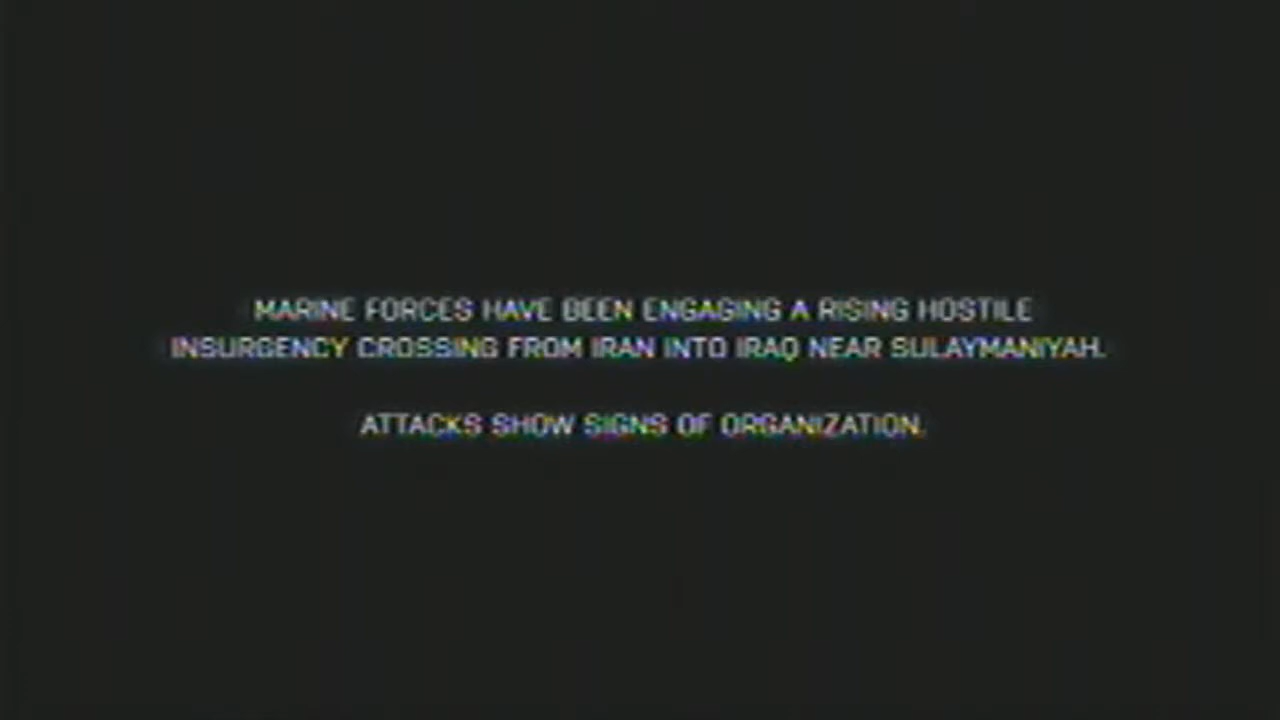 MARINE FORCES HAVE BEEN ENGAGING A RISING HOSTILE
INSURGENCY CROSSING FROM IRAN INTO IRAQ NEAR SULAYMANIYAH.
ATTACKS SHOW SIGNS OF ORGANIZATION.